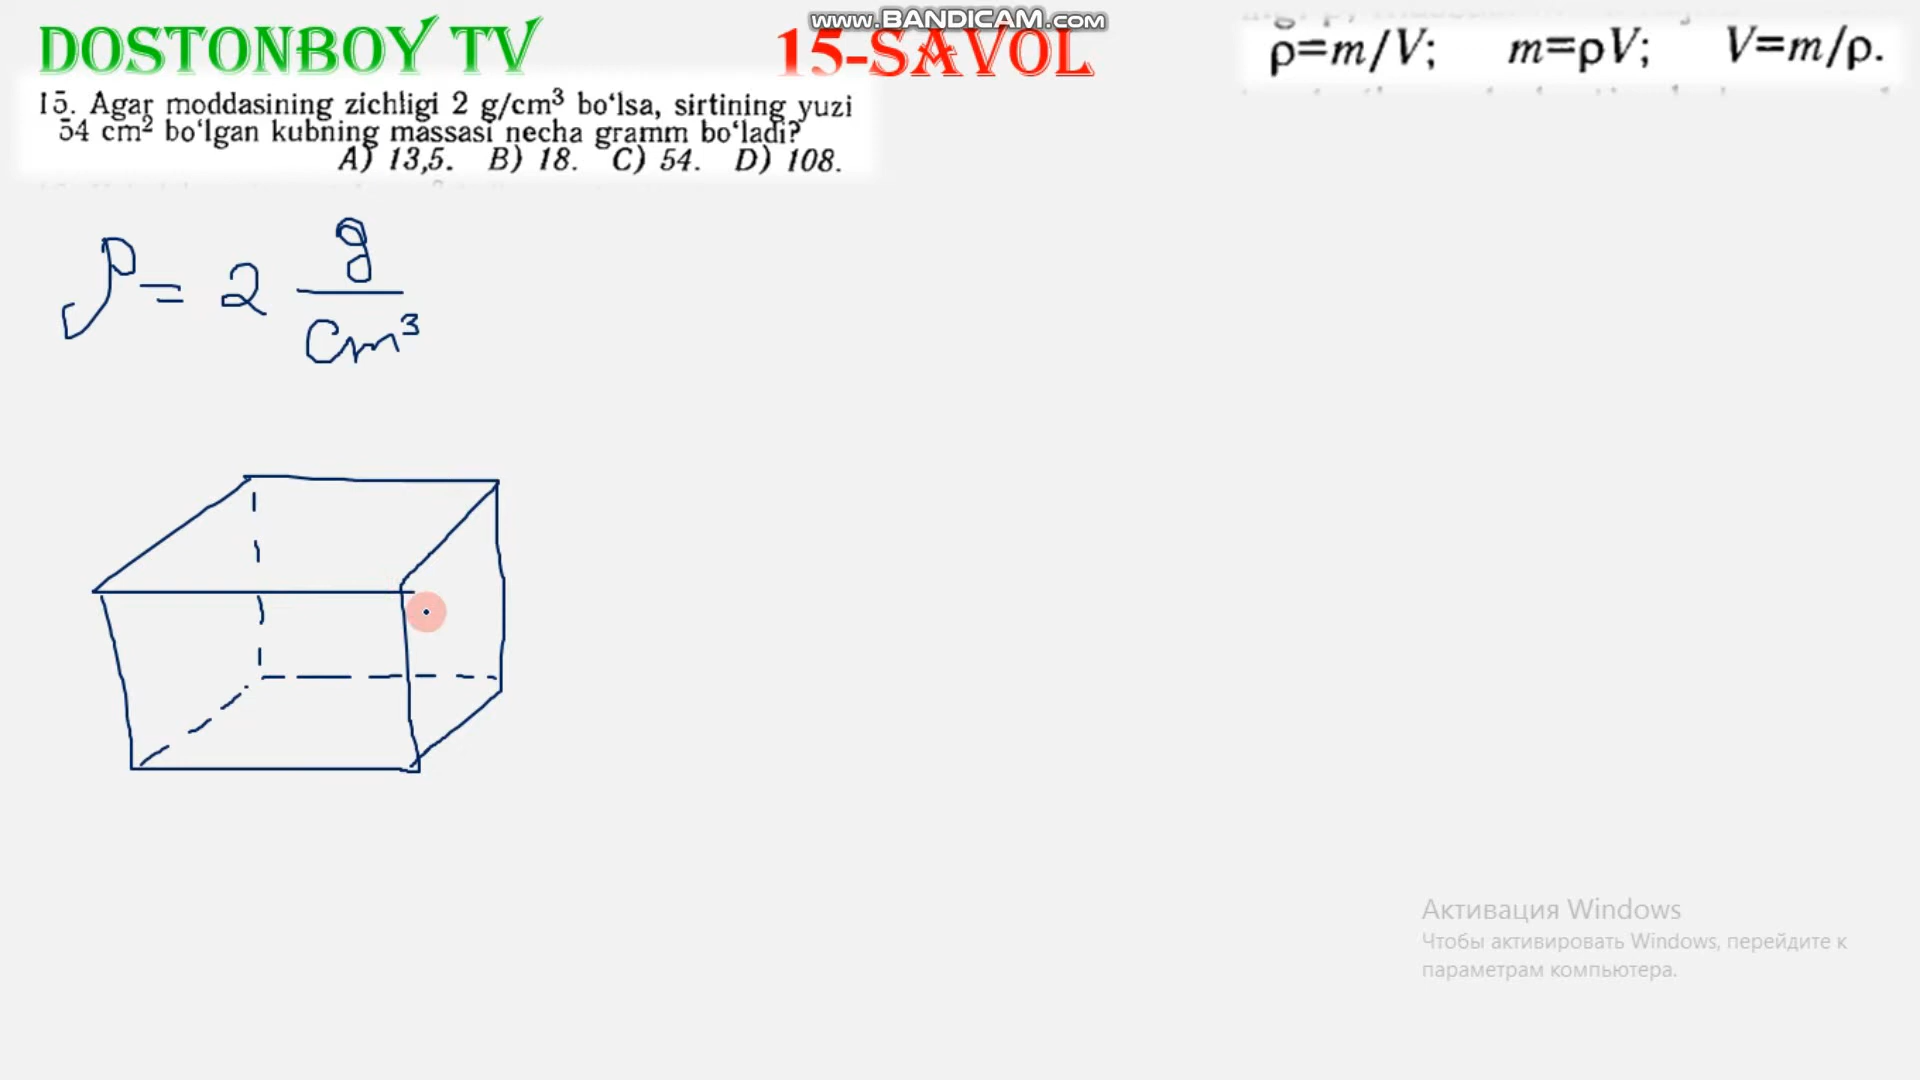 www.BANDICAM.com
DOSTONBOY TV
15-SAVOL
ρ=m/V; m=ρV; V=m/ρ.
15. Agar moddasining zichligi 2 g/cm³ bo‘lsa, sirtining yuzi
54 cm² bo‘lgan kubning massasi necha gramm bo‘ladi?
A) 13,5. B) 18. C) 54. D) 108.
ρ = 2 g/cm³
Активация Windows
Чтобы активировать Windows, перейдите к
параметрам компьютера.